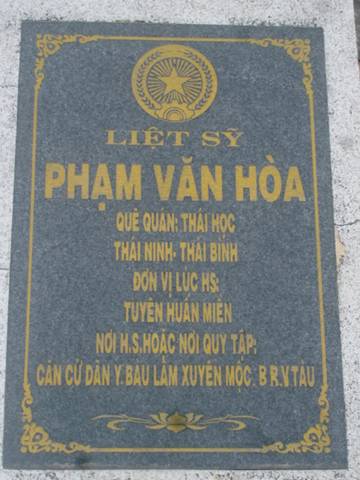 LIỆT SỸ
PHẠM VĂN HÒA
QUÊ QUÁN: THÁI HỌC
THÁI NINH- THÁI BÌNH
ĐƠN VỊ LÚC HS:
TUYÊN HUẤN MIỀN
NƠI H.S.HOẶC NƠI QUY TẬP:
CĂN CỨ DÂN Y.BÀU LÂM XUYÊN MỘC. B R.V.TÀU